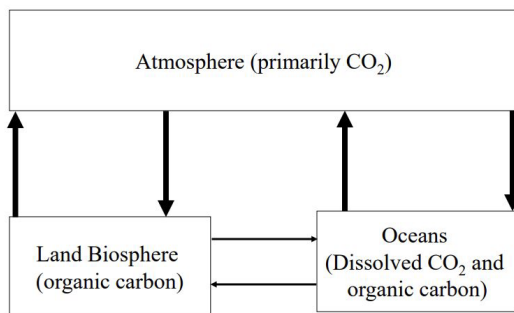 Atmosphere (primarily CO₂)
Land Biosphere
(organic carbon)
Oceans
(Dissolved CO₂ and
organic carbon)